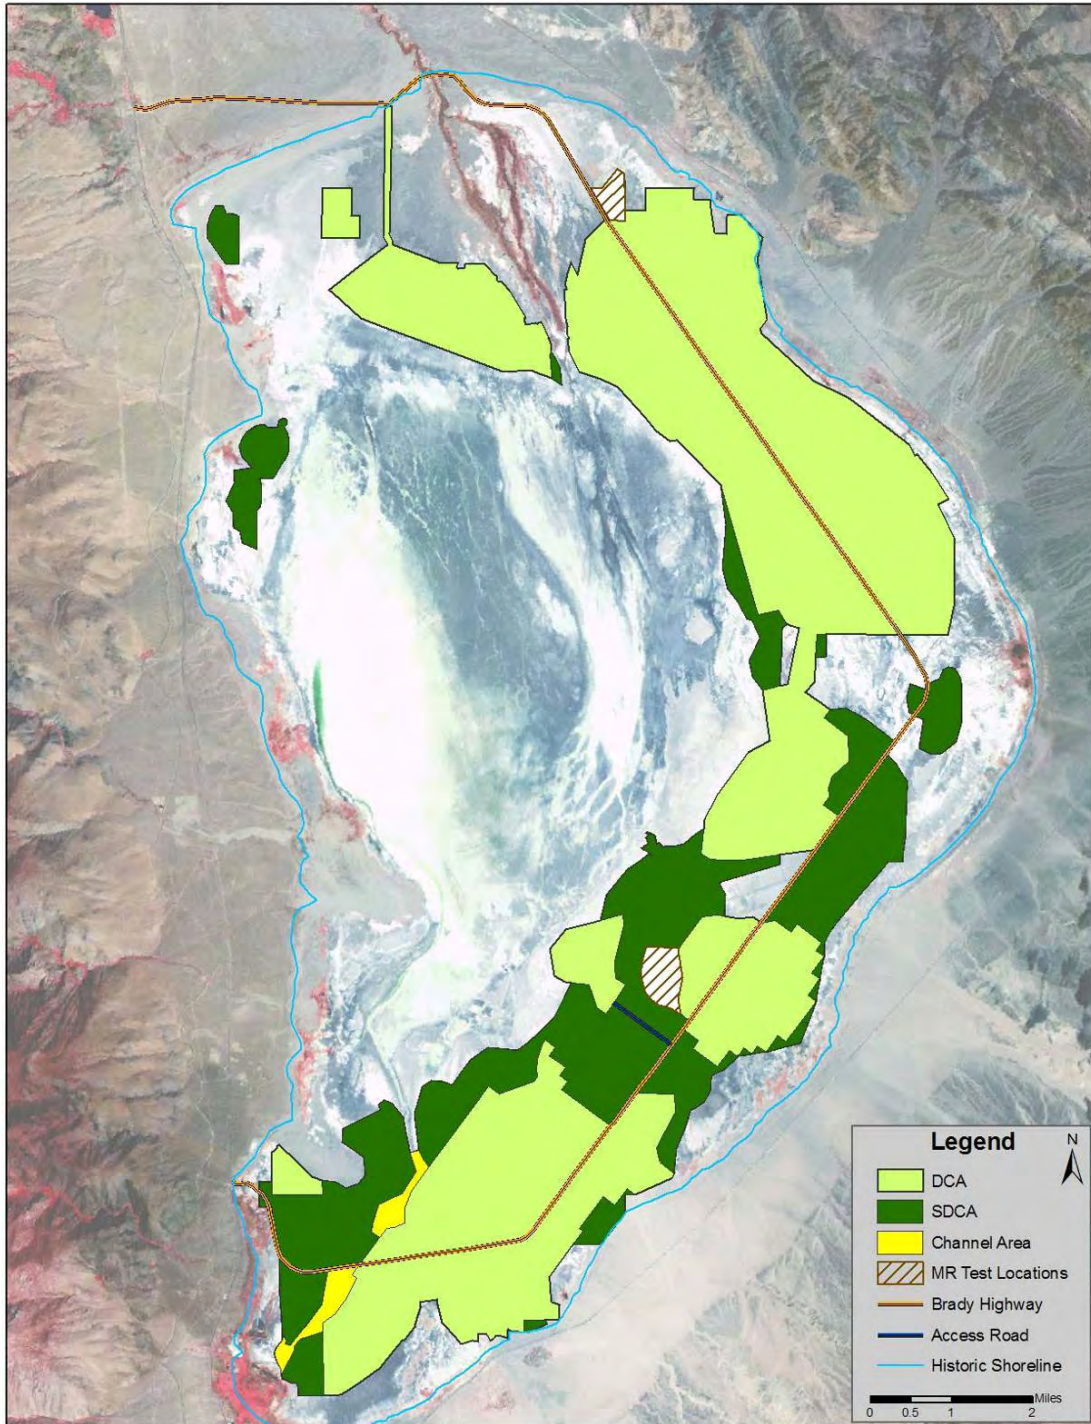 Legend
N
DCA
SDCA
Channel Area
MR Test Locations
Brady Highway
Access Road
Historic Shoreline
Miles
0 0.5 1 2